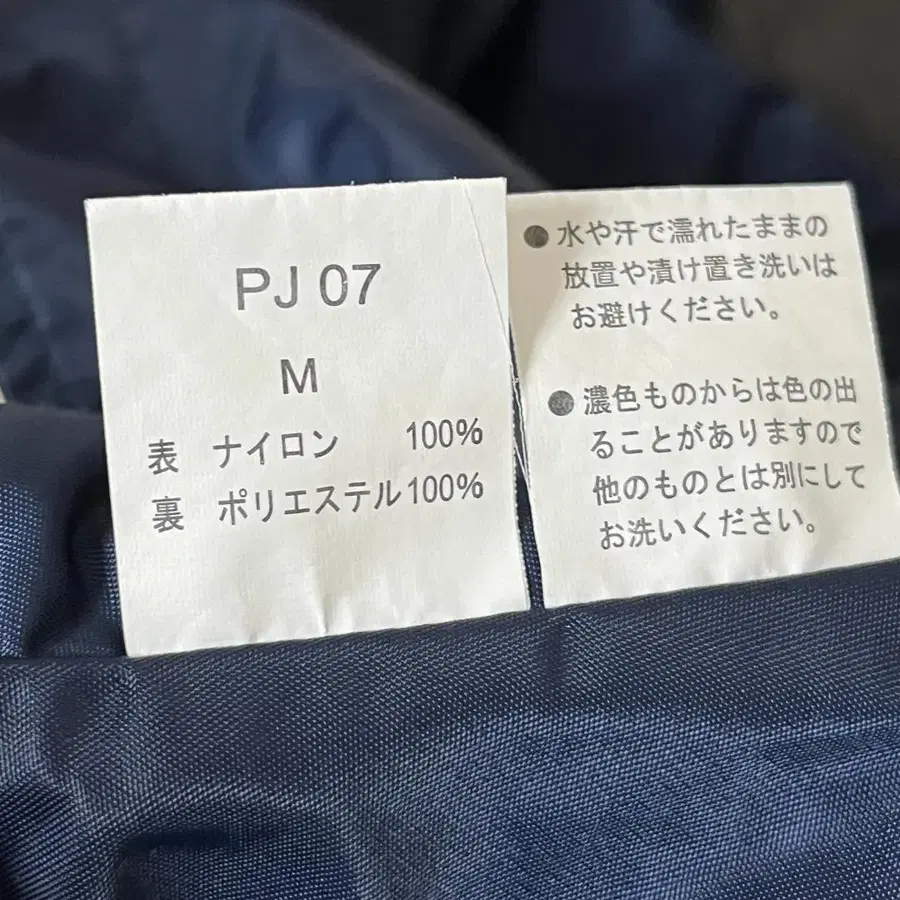 PJ 07
M
表 ナイロン 100%
裏 ポリエステル100%
●水や汗で濡れたままの
放置や漬け置き洗いは
お避けください。
●濃色ものからは色の出
ることがありますので
他のものとは別にして
お洗いください。